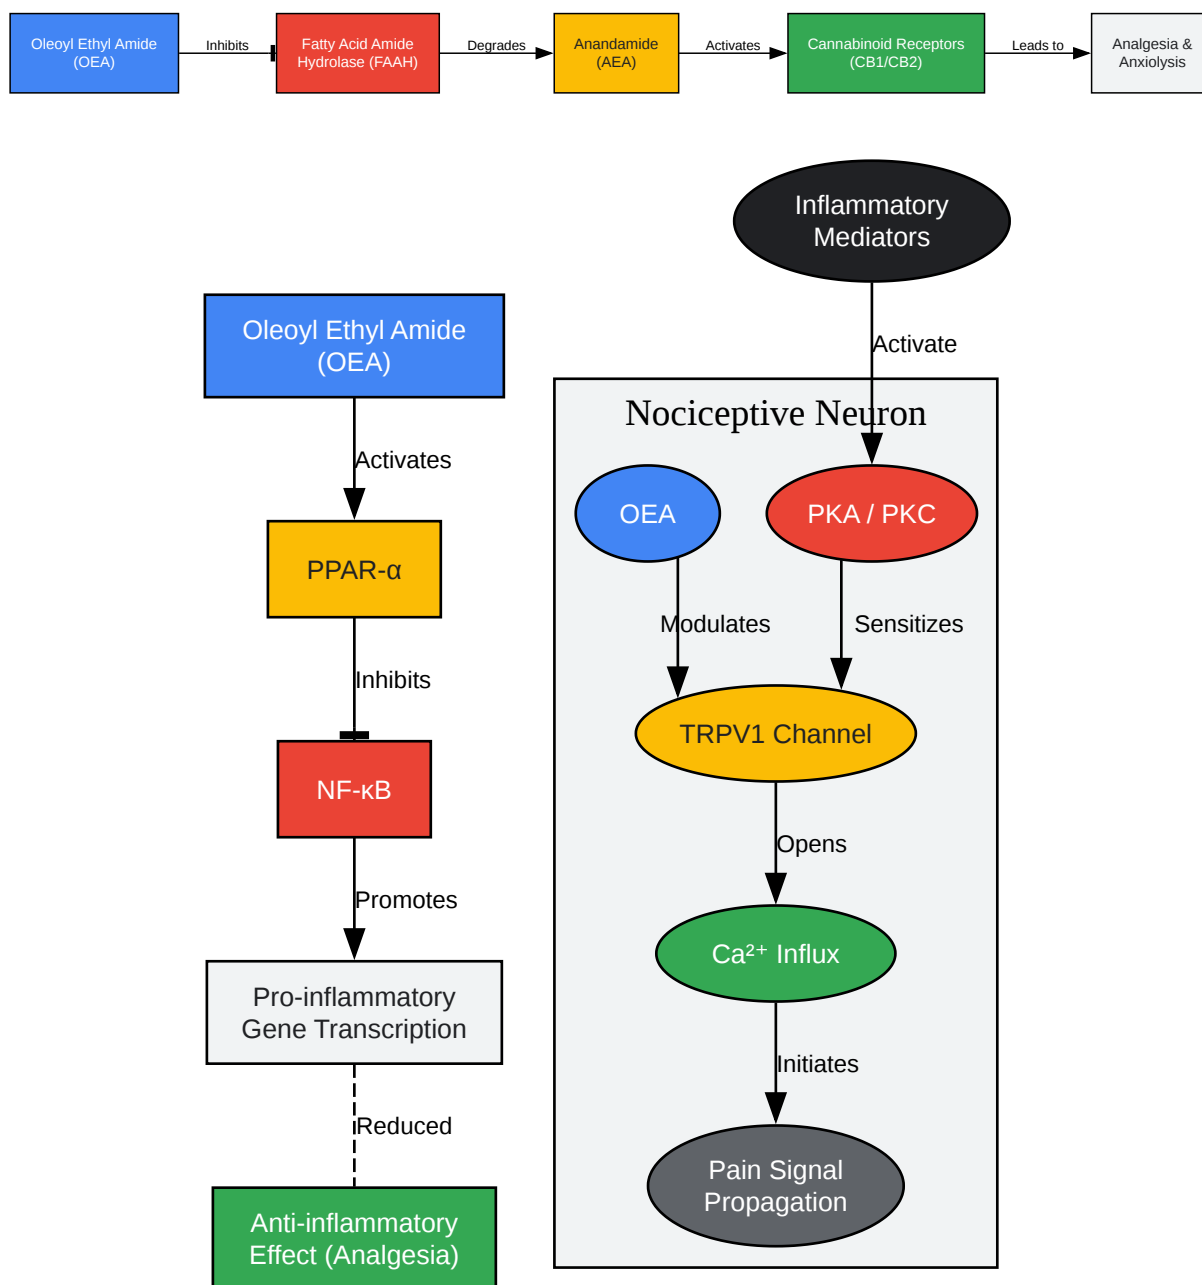 Oleoyl Ethyl Amide
(OEA)
Inhibits
Fatty Acid Amide
Hydrolase (FAAH)
Degrades
Anandamide
(AEA)
Activates
Cannabinoid Receptors
(CB1/CB2)
Leads to
Analgesia &
Anxiolysis
Oleoyl Ethyl Amide
(OEA)
Activates
PPAR-α
Inhibits
NF-κB
Promotes
Pro-inflammatory
Gene Transcription
Reduced
Anti-inflammatory
Effect (Analgesia)
Inflammatory
Mediators
Activate
Nociceptive Neuron
OEA
PKA / PKC
Modulates
Sensitizes
TRPV1 Channel
Opens
Ca²⁺ Influx
Initiates
Pain Signal
Propagation